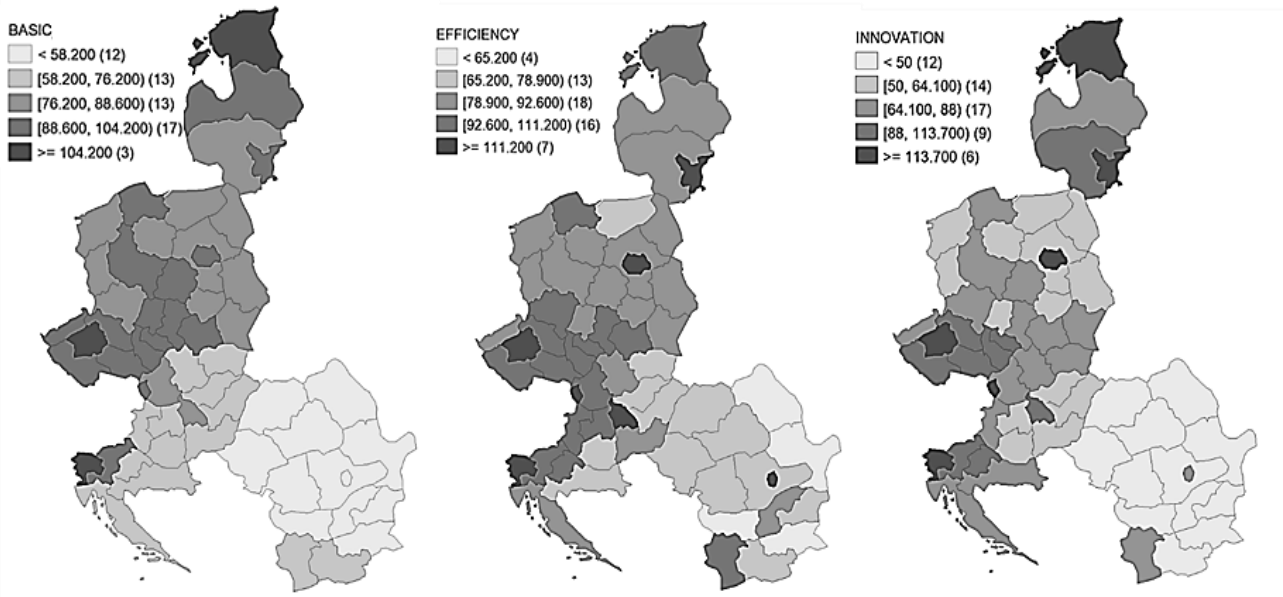 BASIC
< 58.200 (12)
[58.200, 76.200) (13)
[76.200, 88.600) (13)
[88.600, 104.200) (17)
>= 104.200 (3)
EFFICIENCY
< 65.200 (4)
[65.200, 78.900) (13)
[78.900, 92.600) (18)
[92.600, 111.200) (16)
>= 111.200 (7)
INNOVATION
< 50 (12)
[50, 64.100) (14)
[64.100, 88) (17)
[88, 113.700) (9)
>= 113.700 (6)